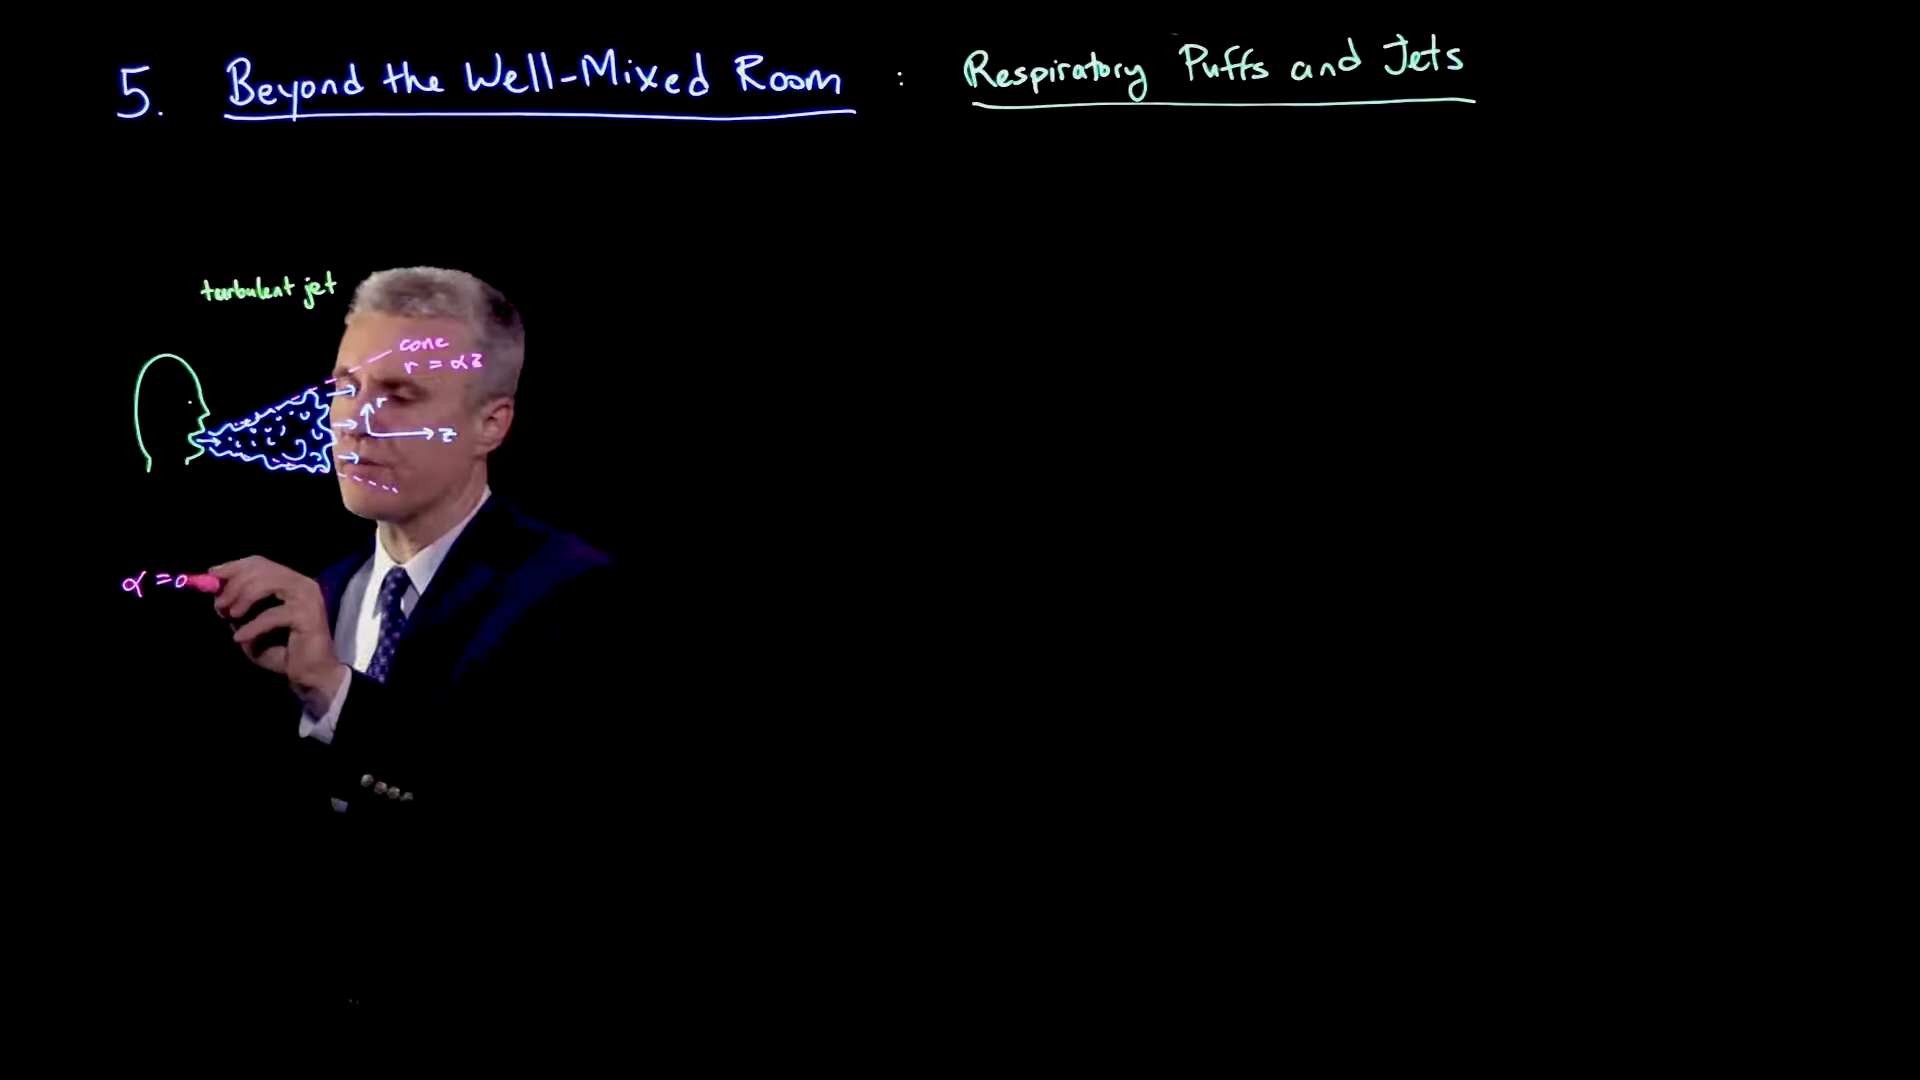 5. Beyond the Well-Mixed Room : Respiratory Puffs and Jets
turbulent jet
cone
r = αz
r
z
α = 0